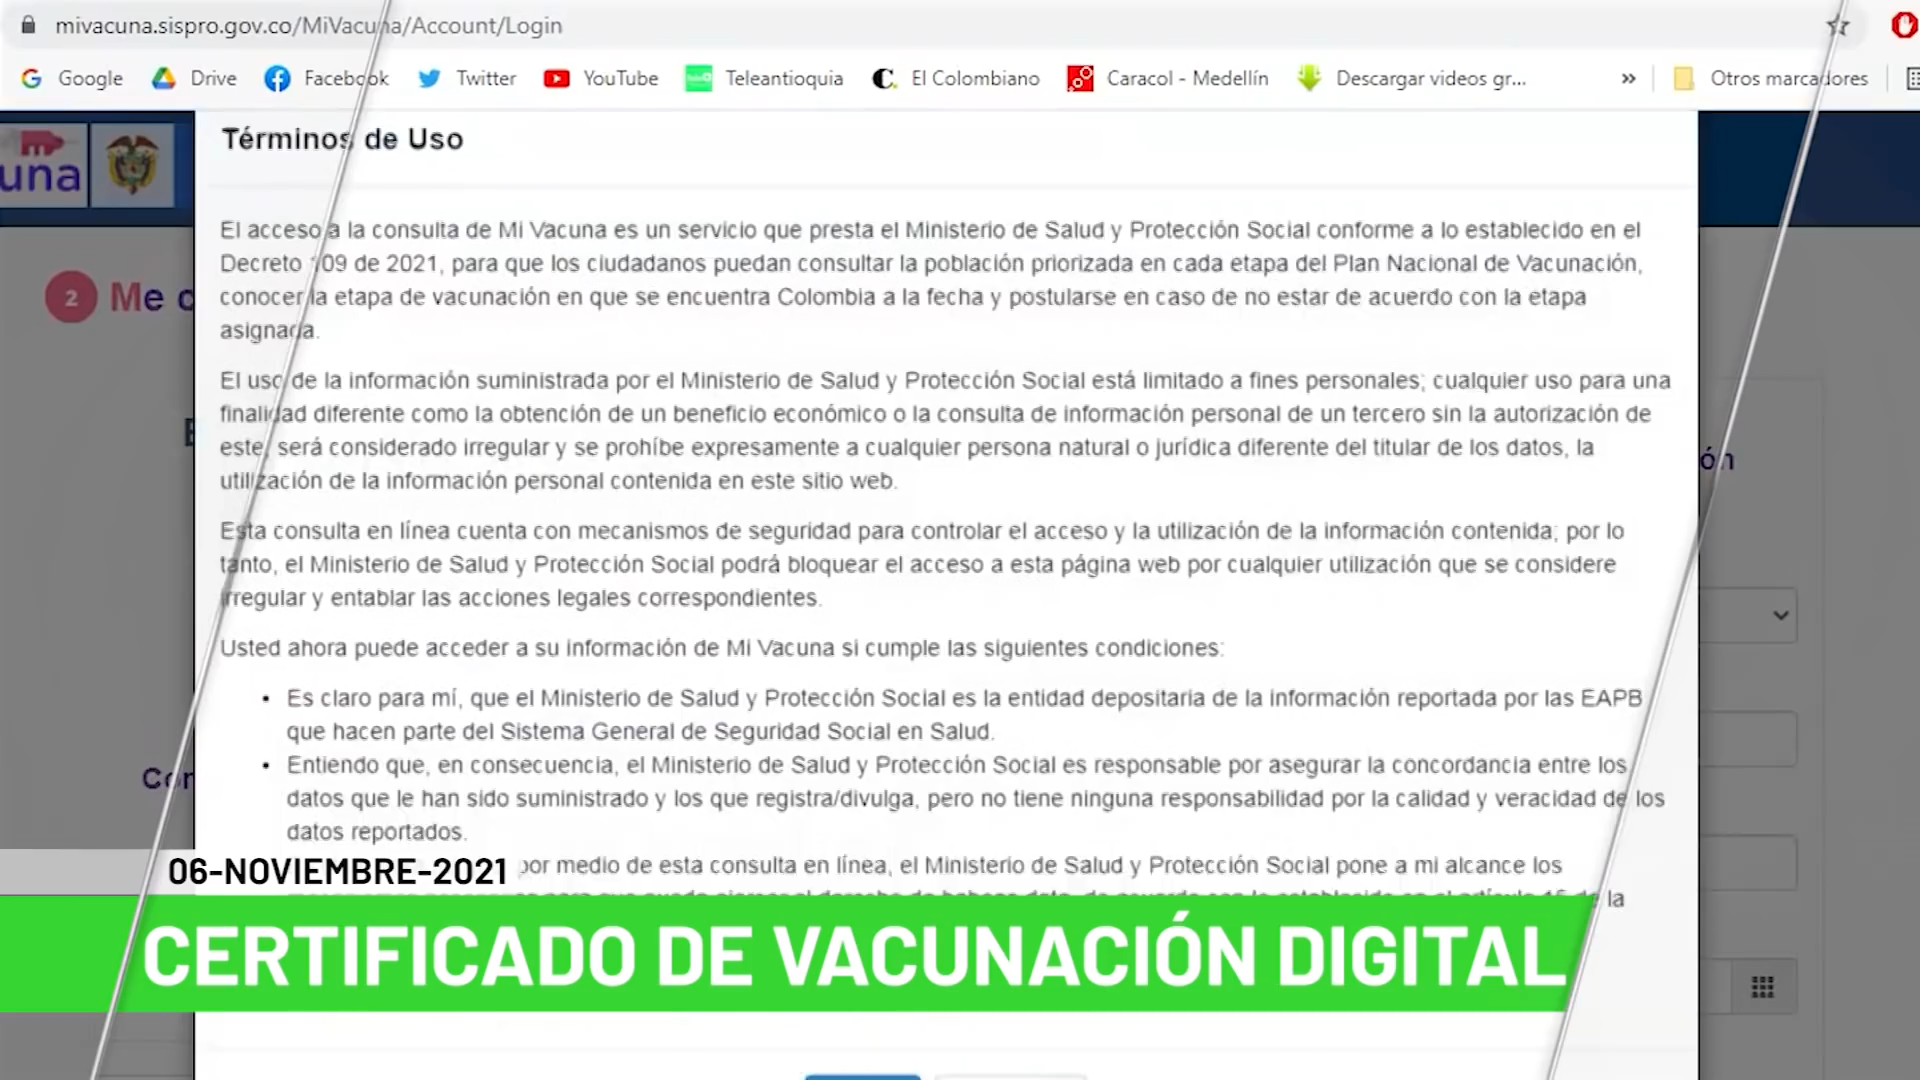 mivacuna.sispro.gov.co/MiVacuna/Account/Login
Google Drive Facebook Twitter YouTube Teleantioquia El Colombiano Caracol - Medellín Descargar videos gr... » Otros marcadores
una
Términos de Uso
2 Me c
El acceso a la consulta de Mi Vacuna es un servicio que presta el Ministerio de Salud y Protección Social conforme a lo establecido en el
Decreto 109 de 2021, para que los ciudadanos puedan consultar la población priorizada en cada etapa del Plan Nacional de Vacunación,
conocer la etapa de vacunación en que se encuentra Colombia a la fecha y postularse en caso de no estar de acuerdo con la etapa
asignada.
El uso de la información suministrada por el Ministerio de Salud y Protección Social está limitado a fines personales; cualquier uso para una
finalidad diferente como la obtención de un beneficio económico o la consulta de información personal de un tercero sin la autorización de
este, será considerado irregular y se prohíbe expresamente a cualquier persona natural o jurídica diferente del titular de los datos, la
utilización de la información personal contenida en este sitio web.
ón
Esta consulta en línea cuenta con mecanismos de seguridad para controlar el acceso y la utilización de la información contenida; por lo
tanto, el Ministerio de Salud y Protección Social podrá bloquear el acceso a esta página web por cualquier utilización que se considere
irregular y entablar las acciones legales correspondientes.
Usted ahora puede acceder a su información de Mi Vacuna si cumple las siguientes condiciones:
• Es claro para mí, que el Ministerio de Salud y Protección Social es la entidad depositaria de la información reportada por las EAPB
que hacen parte del Sistema General de Seguridad Social en Salud.
• Entiendo que, en consecuencia, el Ministerio de Salud y Protección Social es responsable por asegurar la concordancia entre los
datos que le han sido suministrado y los que registra/divulga, pero no tiene ninguna responsabilidad por la calidad y veracidad de los
datos reportados.
Con
por medio de esta consulta en línea, el Ministerio de Salud y Protección Social pone a mi alcance los
de la
06-NOVIEMBRE-2021
CERTIFICADO DE VACUNACIÓN DIGITAL